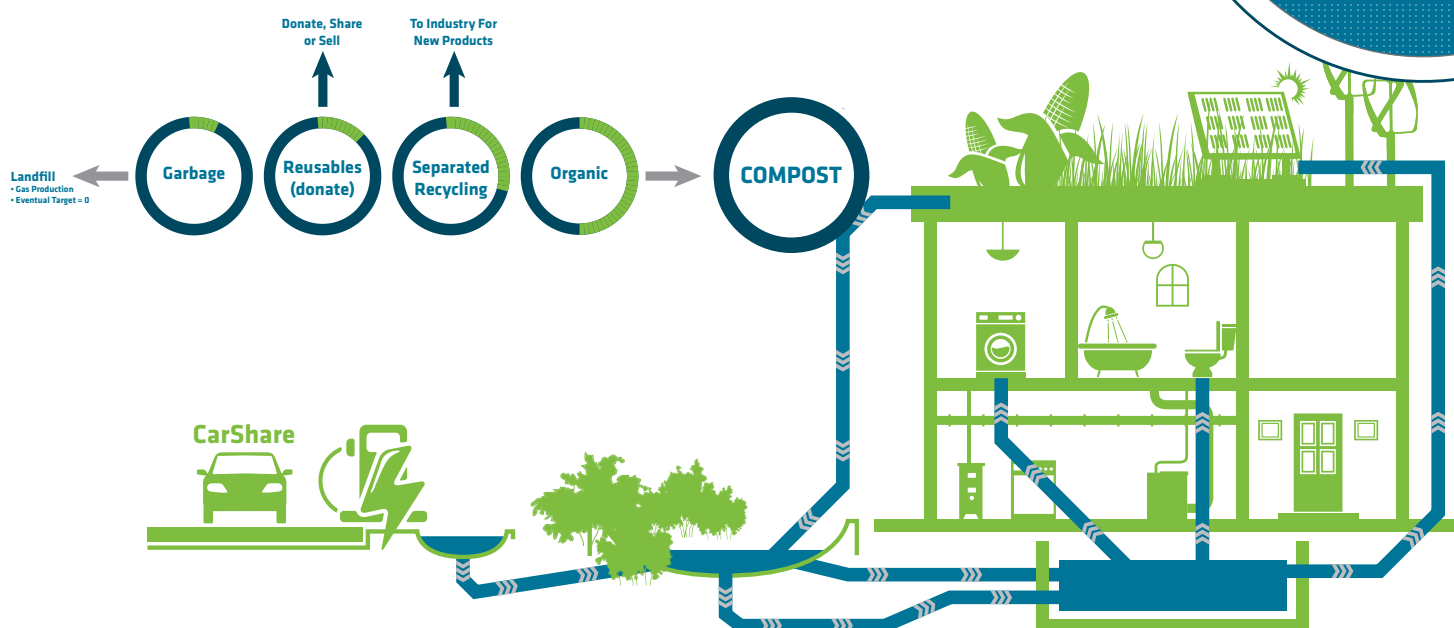 Donate, Share
or Sell
To Industry For
New Products
Landfill
• Gas Production
• Eventual Target = 0
Garbage
Reusables
(donate)
Separated
Recycling
Organic
COMPOST
CarShare